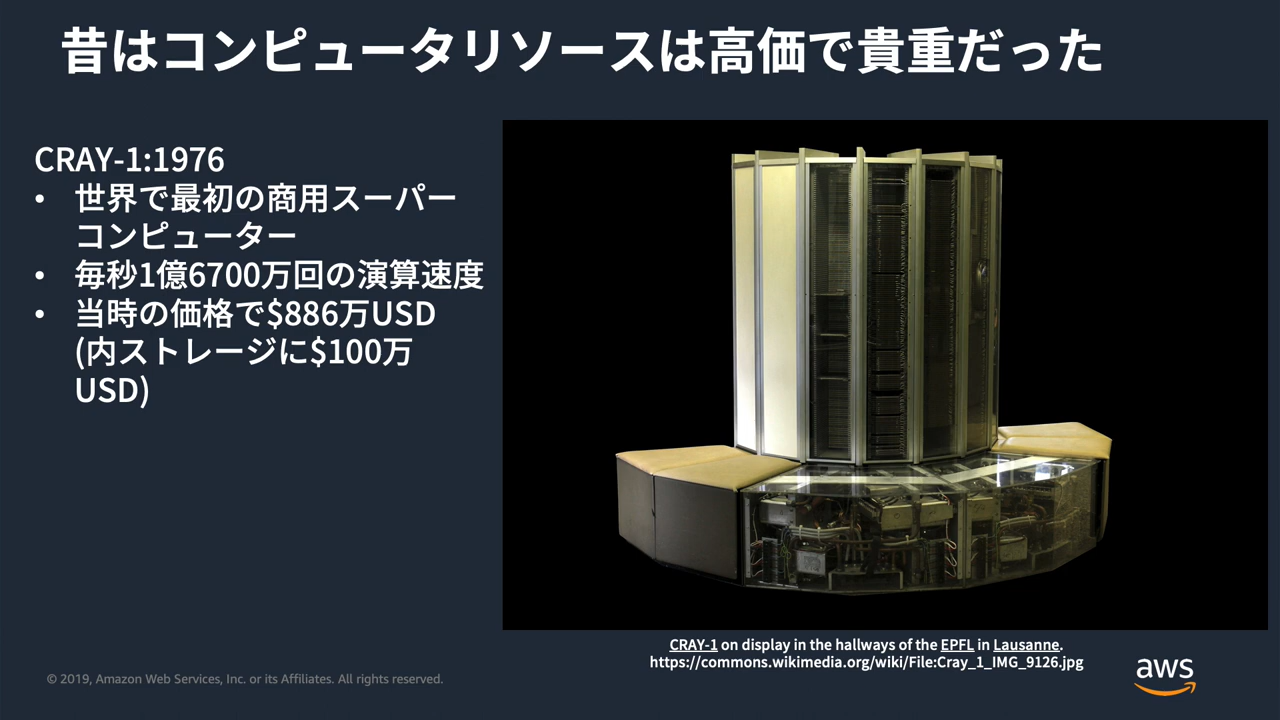 昔はコンピュータリソースは高価で貴重だった
CRAY-1:1976
• 世界で最初の商用スーパー
コンピューター
• 毎秒1億6700万回の演算速度
• 当時の価格で$886万USD
(内ストレージに$100万
USD)
CRAY-1 on display in the hallways of the EPFL in Lausanne.
https://commons.wikimedia.org/wiki/File:Cray_1_IMG_9126.jpg
© 2019, Amazon Web Services, Inc. or its Affiliates. All rights reserved.
aws